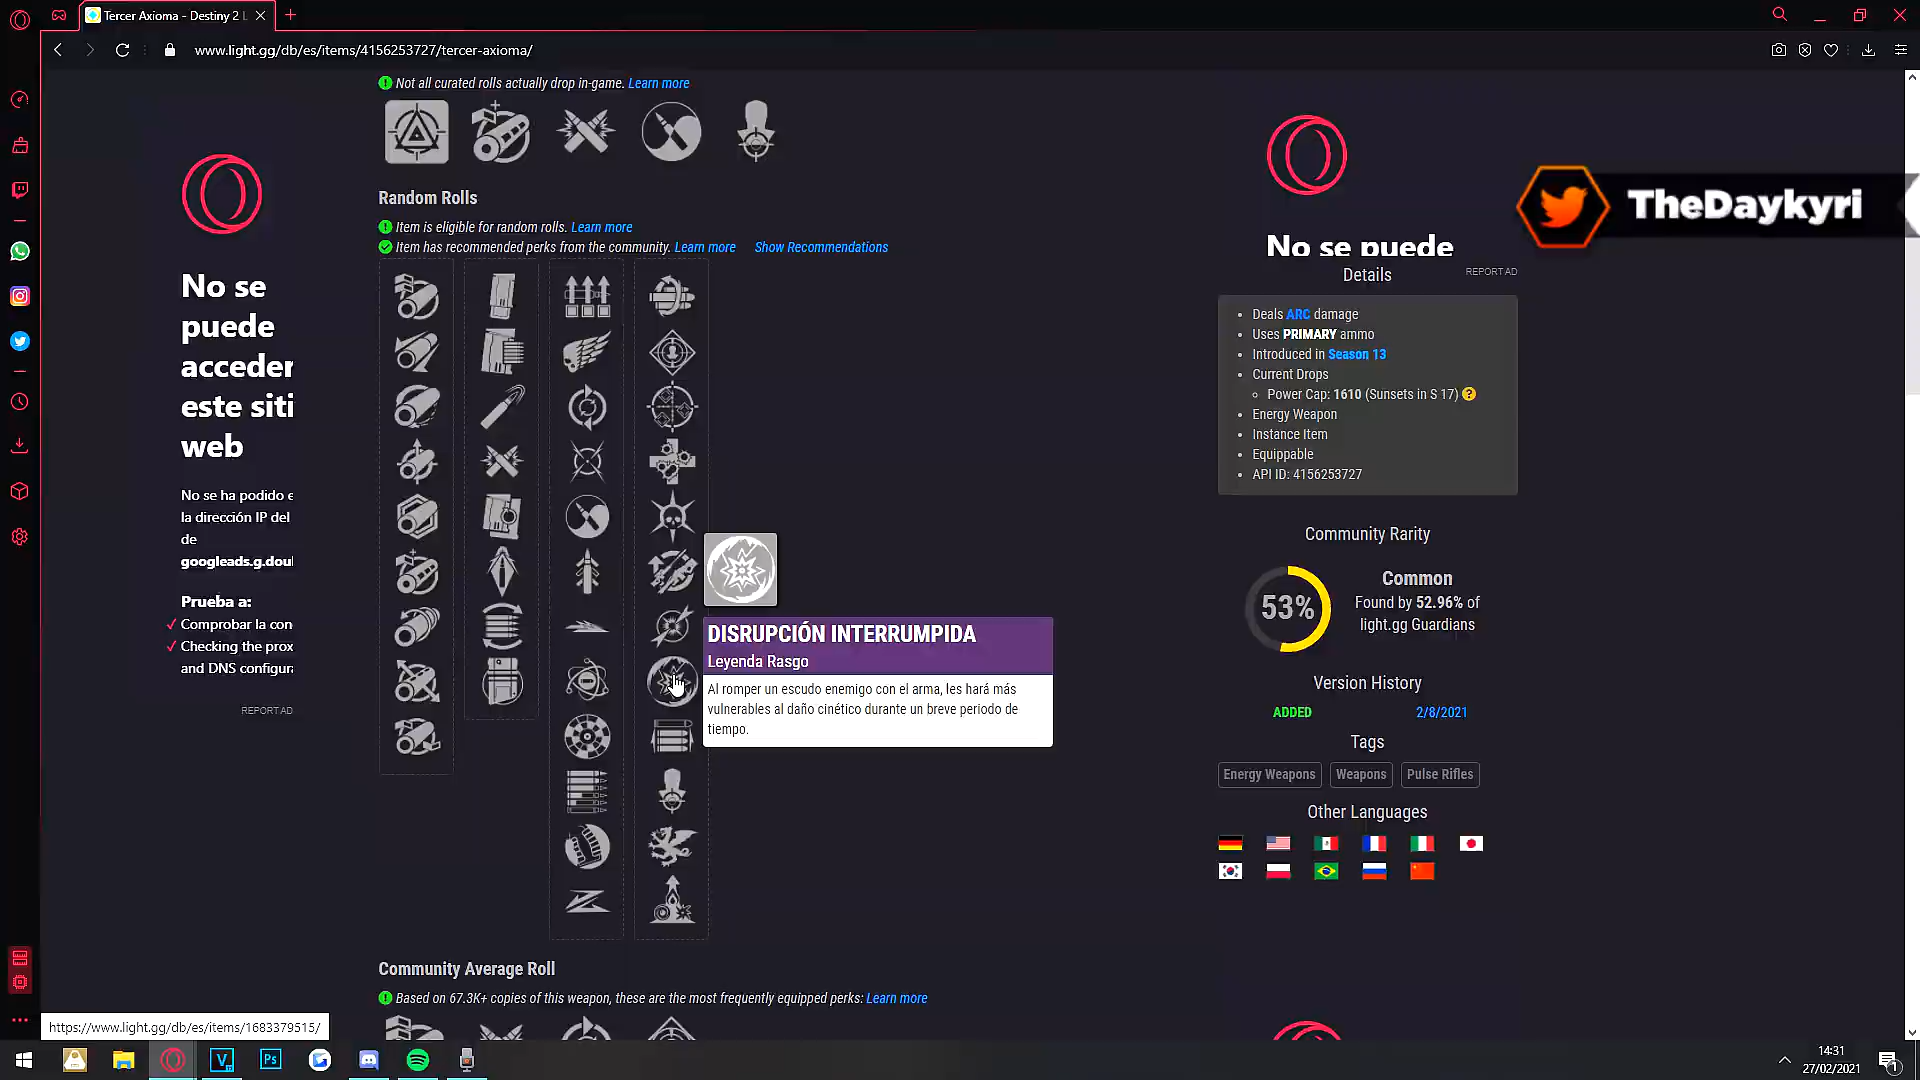 Tercer Axioma - Destiny 2 L
www.light.gg/db/es/items/4156253727/tercer-axioma/
Not all curated rolls actually drop in-game. Learn more
Random Rolls
Item is eligible for random rolls. Learn more
Item has recommended perks from the community. Learn more Show Recommendations
No se
puede
acceder
este siti
web
No se ha podido e
la dirección IP del
de
googleads.g.doul
Prueba a:
Comprobar la con
Checking the prox
and DNS configura
REPORT AD
DISRUPCIÓN INTERRUMPIDA
Leyenda Rasgo
Al romper un escudo enemigo con el arma, les hará más
vulnerables al daño cinético durante un breve periodo de
tiempo.
Community Average Roll
Based on 67.3K+ copies of this weapon, these are the most frequently equipped perks: Learn more
TheDaykyri
No se puede
Details
REPORT AD
Deals ARC damage
Uses PRIMARY ammo
Introduced in Season 13
Current Drops
Power Cap: 1610 (Sunsets in S 17) ?
Energy Weapon
Instance Item
Equippable
API ID: 4156253727
Community Rarity
53%
Common
Found by 52.96% of
light.gg Guardians
Version History
ADDED 2/8/2021
Tags
Energy Weapons Weapons Pulse Rifles
Other Languages
https://www.light.gg/db/es/items/1683379515/
V
Ps
14:31
27/02/2021
1